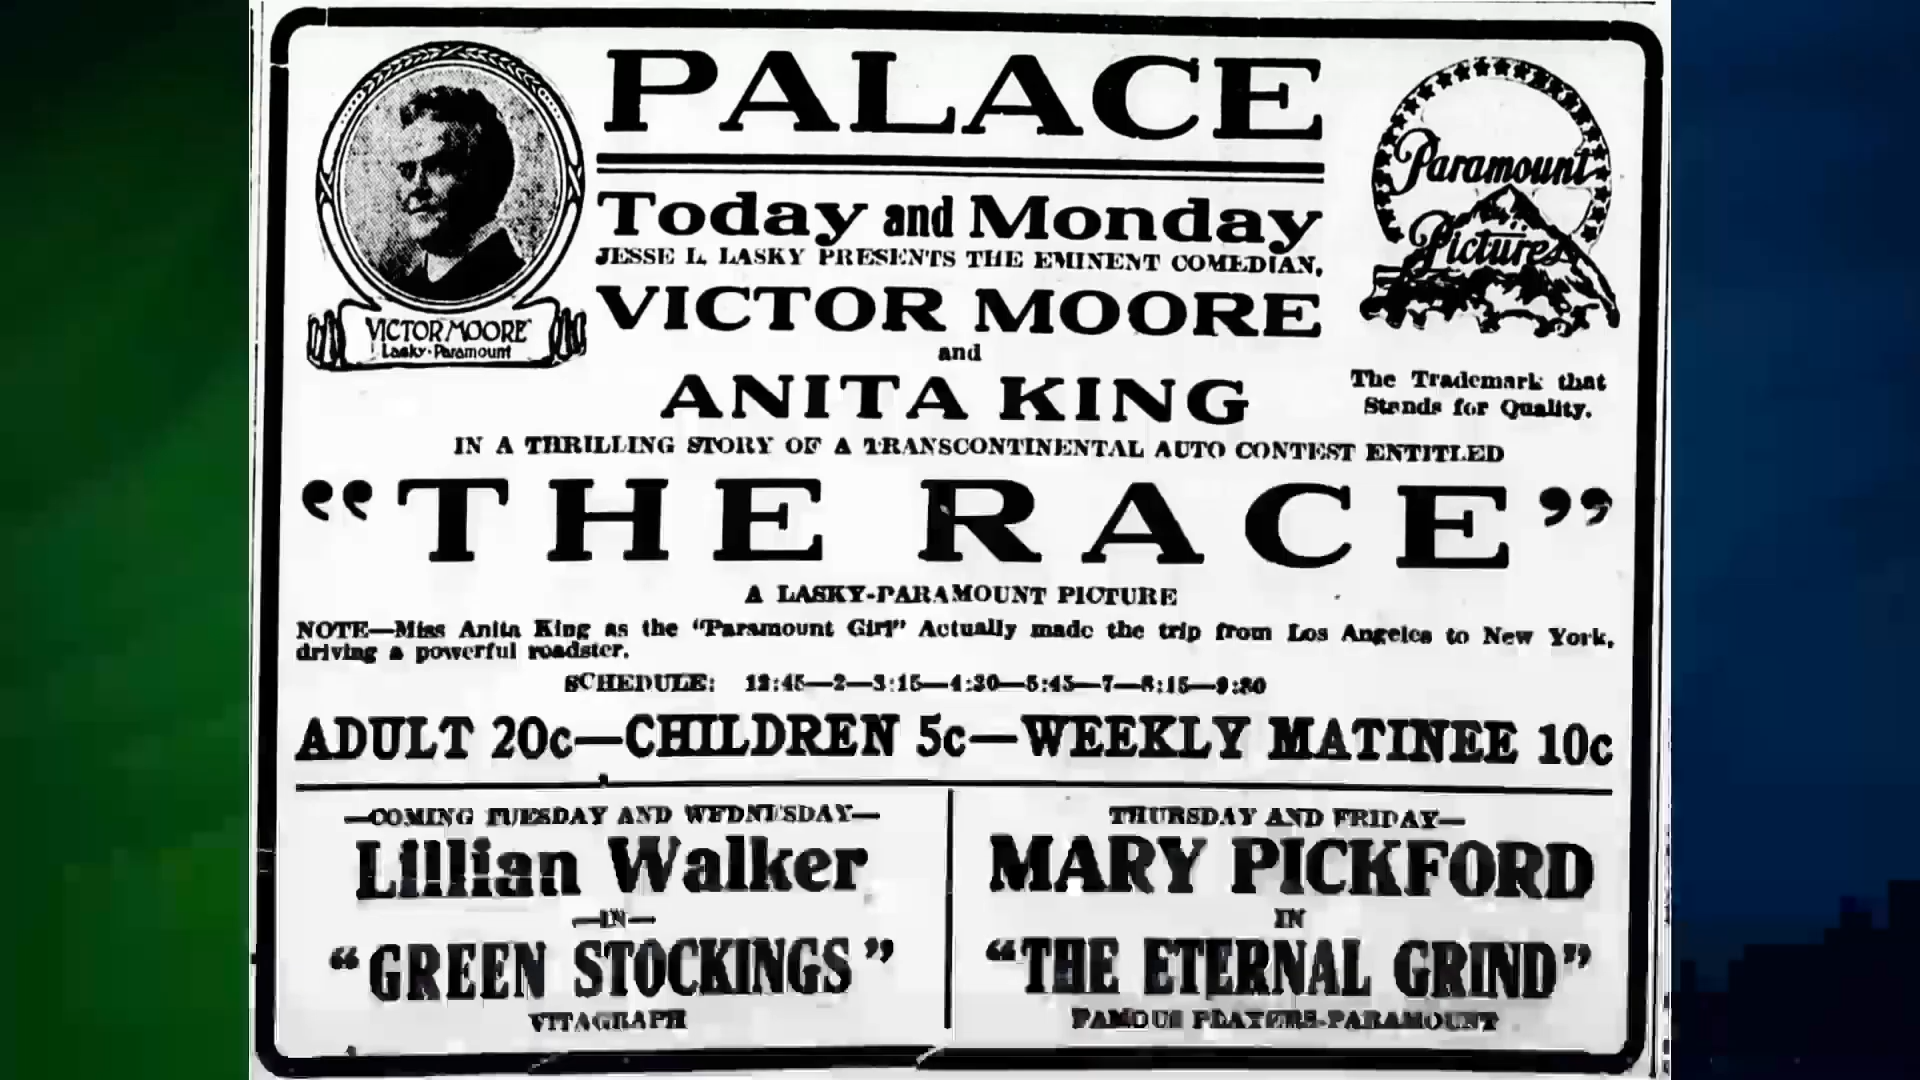 PALACE
Today and Monday
JESSE L. LASKY PRESENTS THE EMINENT COMEDIAN,
VICTOR MOORE
and
ANITA KING
VICTOR MOORE
Lasky-Paramount
Paramount
Pictures
The Trademark that
Stands for Quality.
IN A THRILLING STORY OF A TRANSCONTINENTAL AUTO CONTEST ENTITLED
"THE RACE"
A LASKY-PARAMOUNT PICTURE
NOTE—Miss Anita King as the "Paramount Girl" Actually made the trip from Los Angeles to New York,
driving a powerful roadster.
SCHEDULE: 12:45—2—3:15—4:30—5:45—7—8:15—9:30
ADULT 20c—CHILDREN 5c—WEEKLY MATINEE 10c
—COMING TUESDAY AND WEDNESDAY—
Lillian Walker
—IN—
"GREEN STOCKINGS"
VITAGRAPH
THURSDAY AND FRIDAY—
MARY PICKFORD
IN
"THE ETERNAL GRIND"
FAMOUS PLAYERS-PARAMOUNT